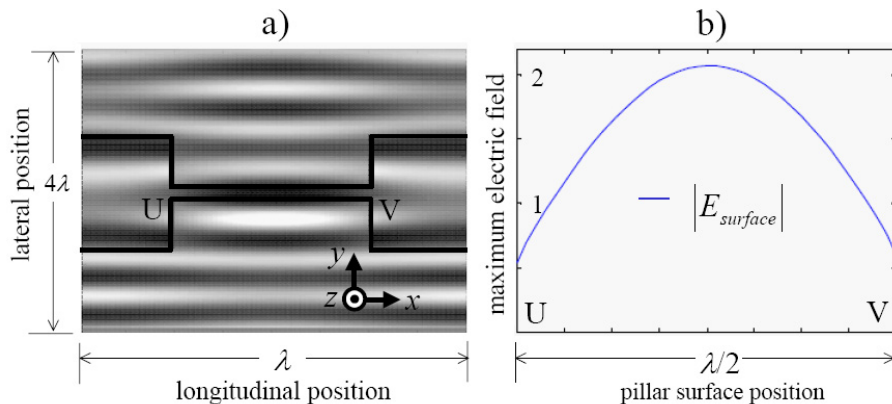 a)
b)
lateral position
4λ
U
V
y
z
x
λ
longitudinal position
maximum electric field
2
1
|E_surface|
U
V
λ/2
pillar surface position